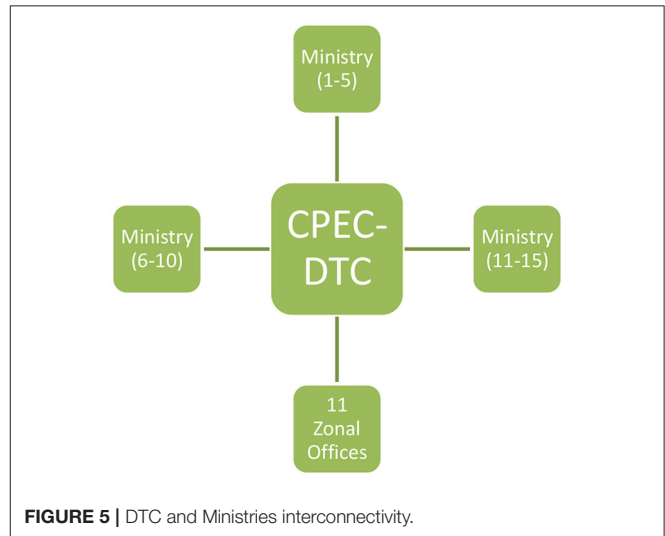 Ministry
(1-5)
Ministry
(6-10)
CPEC-
DTC
Ministry
(11-15)
11
Zonal
Offices
FIGURE 5 | DTC and Ministries interconnectivity.